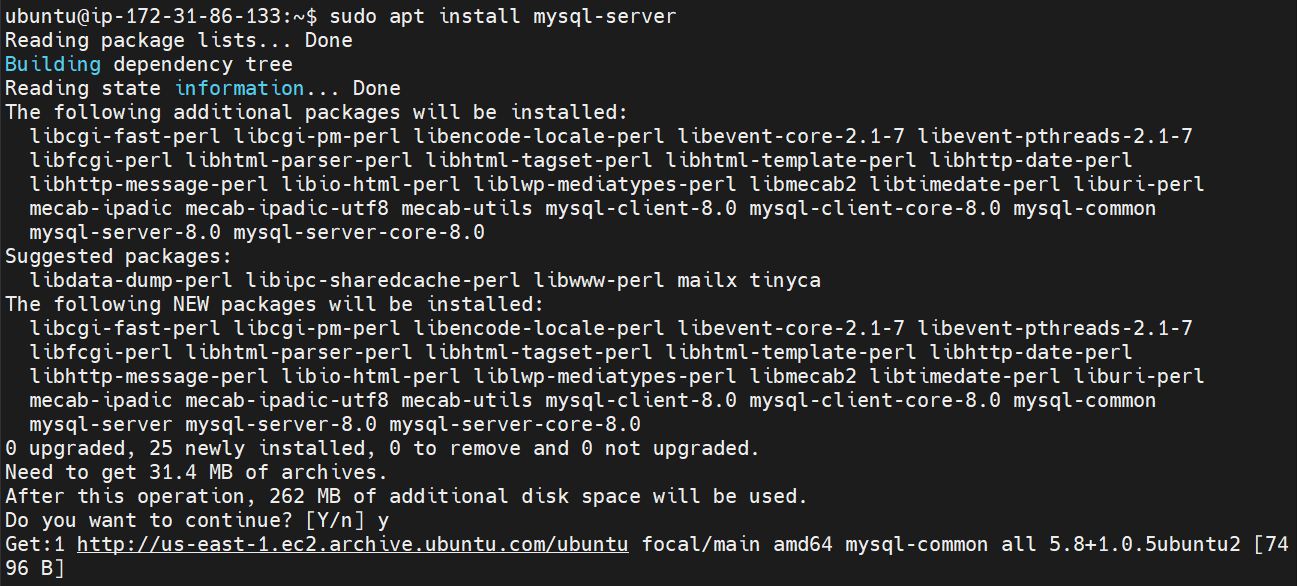 ubuntu@ip-172-31-86-133:~$ sudo apt install mysql-server
Reading package lists... Done
Building dependency tree
Reading state information... Done
The following additional packages will be installed:
  libcgi-fast-perl libcgi-pm-perl libencode-locale-perl libevent-core-2.1-7 libevent-pthreads-2.1-7
  libfcgi-perl libhtml-parser-perl libhtml-tagset-perl libhtml-template-perl libhttp-date-perl
  libhttp-message-perl libio-html-perl liblwp-mediatypes-perl libmecab2 libtimedate-perl liburi-perl
  mecab-ipadic mecab-ipadic-utf8 mecab-utils mysql-client-8.0 mysql-client-core-8.0 mysql-common
  mysql-server-8.0 mysql-server-core-8.0
Suggested packages:
  libdata-dump-perl libipc-sharedcache-perl libwww-perl mailx tinyca
The following NEW packages will be installed:
  libcgi-fast-perl libcgi-pm-perl libencode-locale-perl libevent-core-2.1-7 libevent-pthreads-2.1-7
  libfcgi-perl libhtml-parser-perl libhtml-tagset-perl libhtml-template-perl libhttp-date-perl
  libhttp-message-perl libio-html-perl liblwp-mediatypes-perl libmecab2 libtimedate-perl liburi-perl
  mecab-ipadic mecab-ipadic-utf8 mecab-utils mysql-client-8.0 mysql-client-core-8.0 mysql-common
  mysql-server mysql-server-8.0 mysql-server-core-8.0
0 upgraded, 25 newly installed, 0 to remove and 0 not upgraded.
Need to get 31.4 MB of archives.
After this operation, 262 MB of additional disk space will be used.
Do you want to continue? [Y/n] y
Get:1 http://us-east-1.ec2.archive.ubuntu.com/ubuntu focal/main amd64 mysql-common all 5.8+1.0.5ubuntu2 [74
96 B]